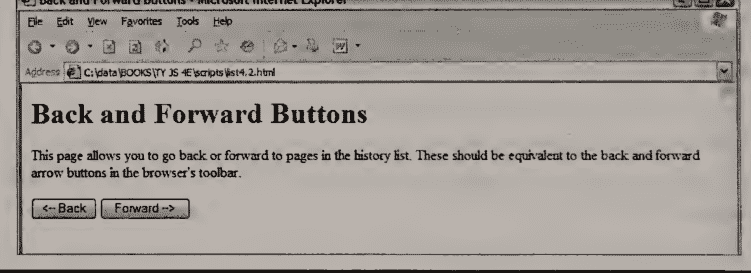 Back and Forward Buttons - Microsoft Internet Explorer
File Edit View Favorites Tools Help
Address C:\data\BOOKS\TY JS 4E\scripts\list4.2.html
Back and Forward Buttons
This page allows you to go back or forward to pages in the history list. These should be equivalent to the back and forward
arrow buttons in the browser's toolbar.
<-- Back Forward -->